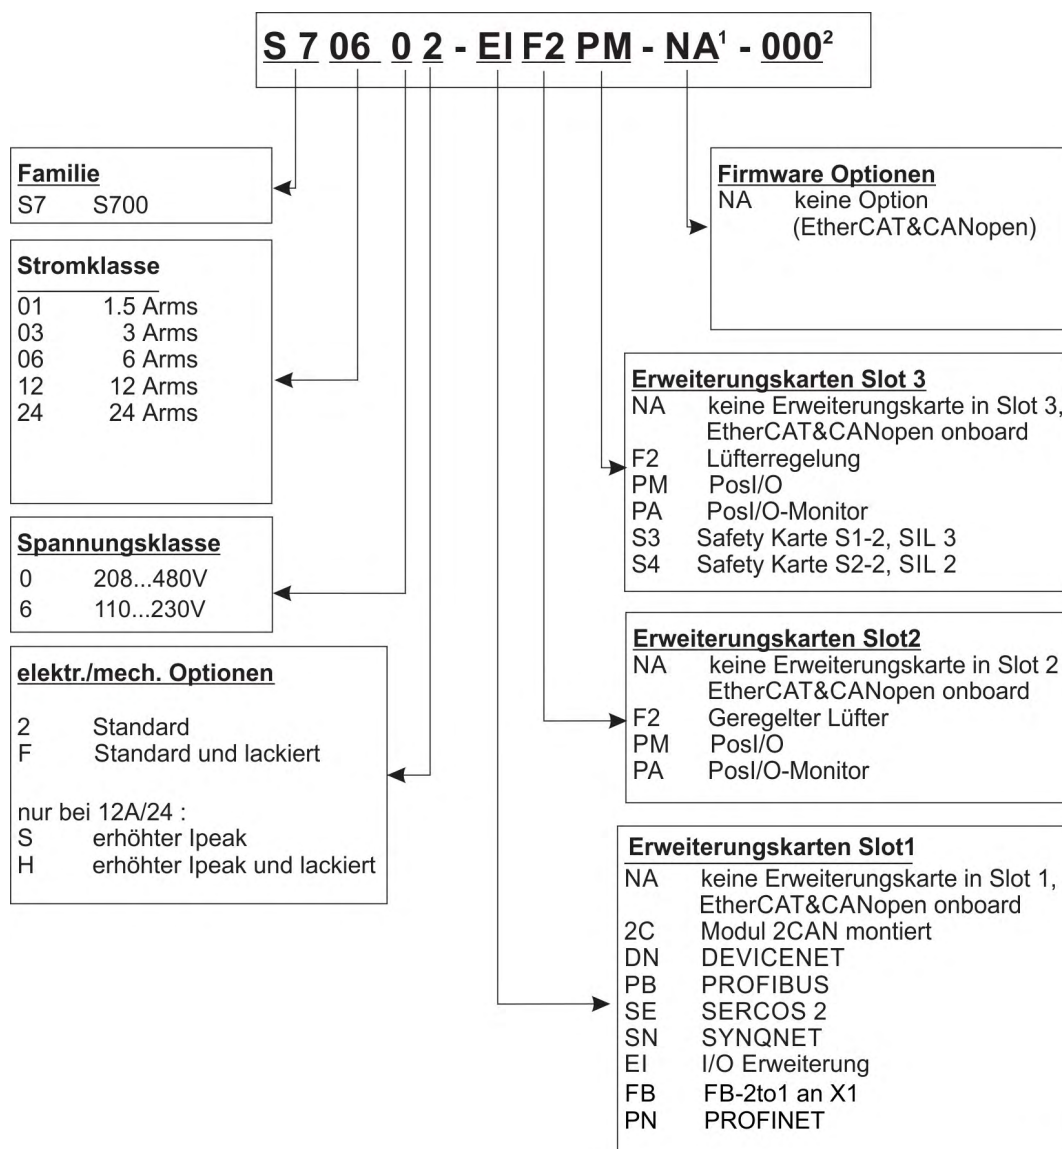 S 7 06 0 2 - EI F2 PM - NA¹ - 000²
Familie
S7 S700
Stromklasse
01 1.5 Arms
03 3 Arms
06 6 Arms
12 12 Arms
24 24 Arms
Spannungsklasse
0 208...480V
6 110...230V
elektr./mech. Optionen
2 Standard
F Standard und lackiert
nur bei 12A/24 :
S erhöhter Ipeak
H erhöhter Ipeak und lackiert
Firmware Optionen
NA keine Option
(EtherCAT&CANopen)
Erweiterungskarten Slot 3
NA keine Erweiterungskarte in Slot 3,
EtherCAT&CANopen onboard
F2 Lüfterregelung
PM PosI/O
PA PosI/O-Monitor
S3 Safety Karte S1-2, SIL 3
S4 Safety Karte S2-2, SIL 2
Erweiterungskarten Slot2
NA keine Erweiterungskarte in Slot 2
EtherCAT&CANopen onboard
F2 Geregelter Lüfter
PM PosI/O
PA PosI/O-Monitor
Erweiterungskarten Slot1
NA keine Erweiterungskarte in Slot 1,
EtherCAT&CANopen onboard
2C Modul 2CAN montiert
DN DEVICENET
PB PROFIBUS
SE SERCOS 2
SN SYNQNET
EI I/O Erweiterung
FB FB-2to1 an X1
PN PROFINET